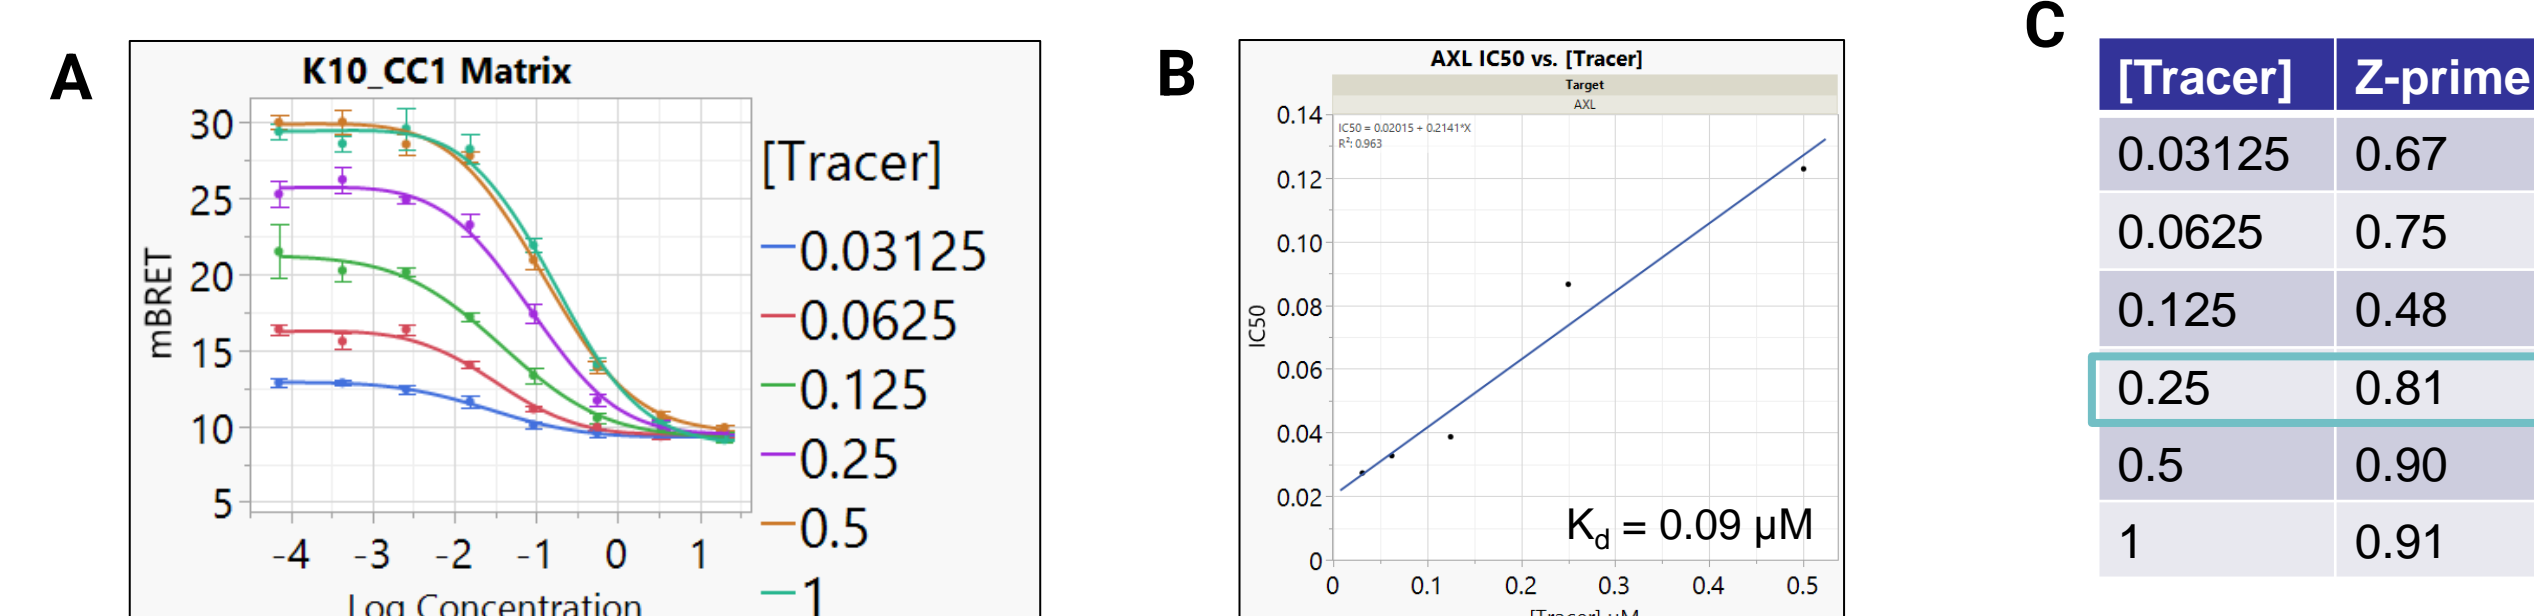 A
K10_CC1 Matrix
mBRET
30
25
20
15
10
5
-4 -3 -2 -1 0 1
Log Concentration
[Tracer]
0.03125
0.0625
0.125
0.25
0.5
1
B
AXL IC50 vs. [Tracer]
Target
AXL
IC50 = 0.02015 + 0.2141*X
R²: 0.963
IC50
0.14
0.12
0.10
0.08
0.06
0.04
0.02
0
Kd = 0.09 µM
0 0.1 0.2 0.3 0.4 0.5
[Tracer] µM
C
[Tracer] Z-prime
0.03125 0.67
0.0625 0.75
0.125 0.48
0.25 0.81
0.5 0.90
1 0.91